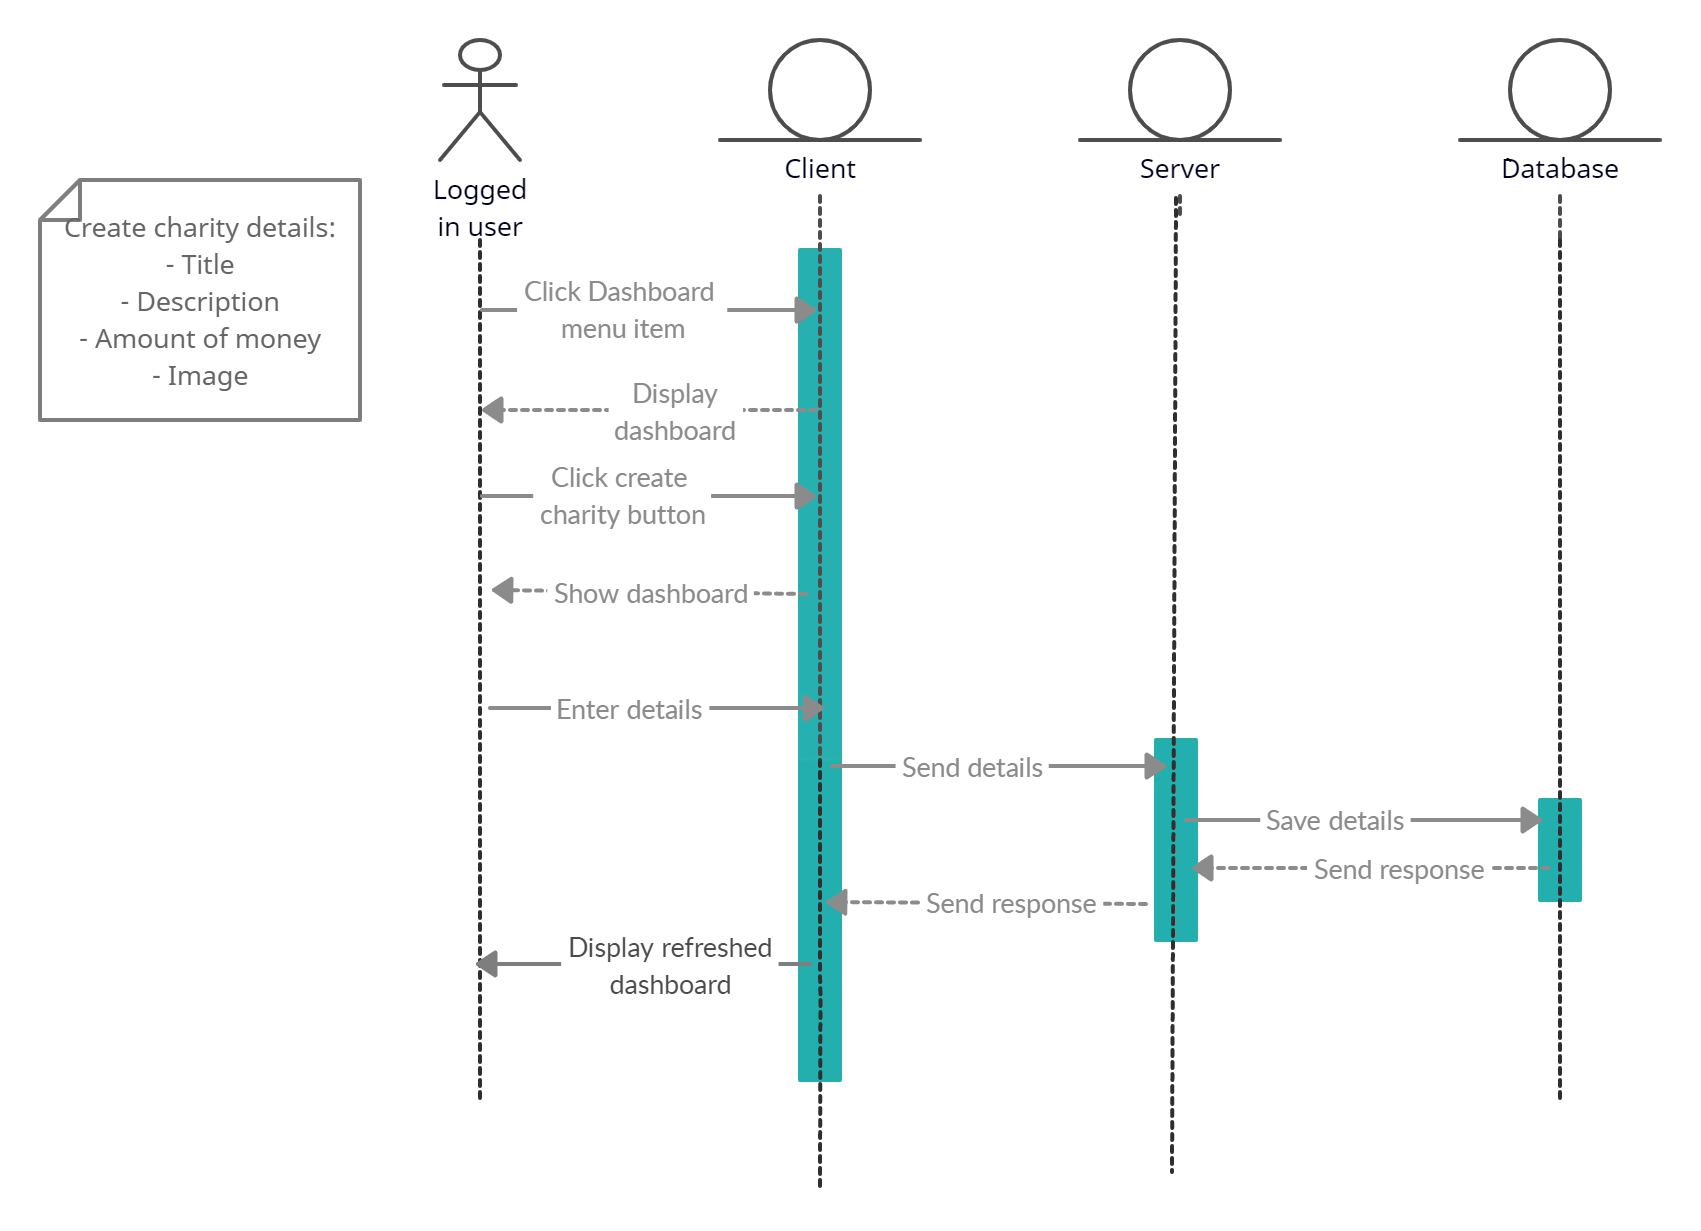 Logged
in user
Client
Server
Database
Create charity details:
- Title
- Description
- Amount of money
- Image
Click Dashboard
menu item
Display
dashboard
Click create
charity button
Show dashboard
Enter details
Send details
Save details
Send response
Send response
Display refreshed
dashboard